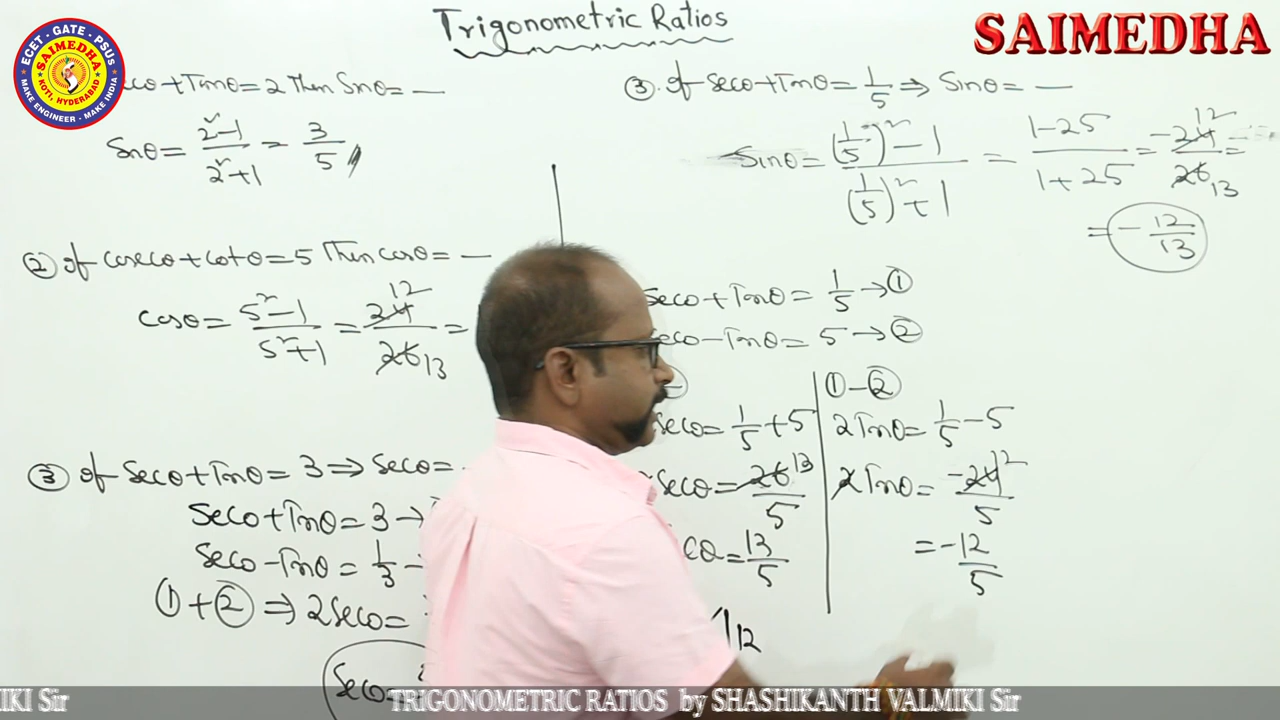 Trigonometric Ratios
SAIMEDHA
ECET - GATE - PSUS
SAIMEDHA
KOTI, HYDERABAD
MAKE ENGINEER - MAKE INDIA
secθ+Tanθ=2 Then Sinθ= —
Sinθ= 2²-1/2²+1 = 3/5
② If cosecθ+cotθ=5 Then cosθ= —
cosθ= 5²-1/5²+1 = 24 12/26 13 =
③ If Secθ+Tanθ= 3 ⇒ Secθ=
Secθ+Tanθ= 3 →
Secθ-Tanθ= 1/3 -
①+② ⇒ 2Secθ=
Secθ=
③. If Secθ+Tanθ= 1/5 ⇒ Sinθ= —
Sinθ= (1/5)²-1/(1/5)²+1 = 1-25/1+25 = -24 12/26 13 =
= -12/13
Secθ+Tanθ= 1/5 →①
ecθ-Tanθ= 5 →②
①-②
Secθ= 1/5+5
2Tanθ= 1/5-5
Secθ= 26 13/5
2Tanθ= -24 12/5
cθ= 13/5
= -12/5
12
IKI Sir
TRIGONOMETRIC RATIOS by SHASHIKANTH VALMIKI Sir